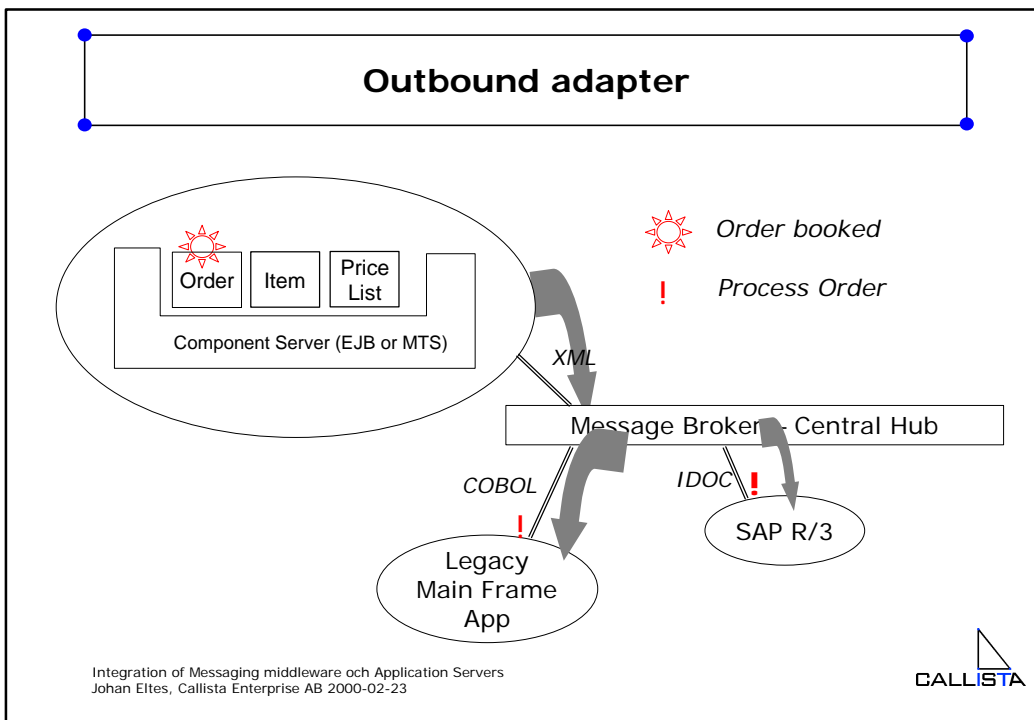 Outbound adapter
Order booked
Process Order
!
Order
Item
Price
List
Component Server (EJB or MTS)
XML
Message Broker - Central Hub
COBOL
IDOC
!
!
SAP R/3
Legacy
Main Frame
App
Integration of Messaging middleware och Application Servers
Johan Eltes, Callista Enterprise AB 2000-02-23
CALLISTA